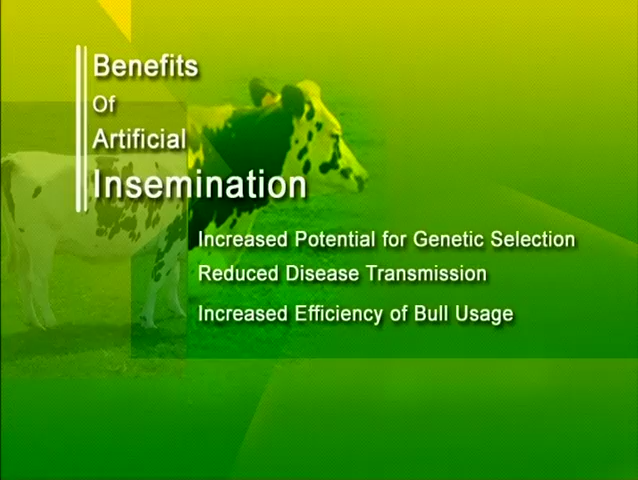 Benefits
Of
Artificial
Insemination
Increased Potential for Genetic Selection
Reduced Disease Transmission
Increased Efficiency of Bull Usage